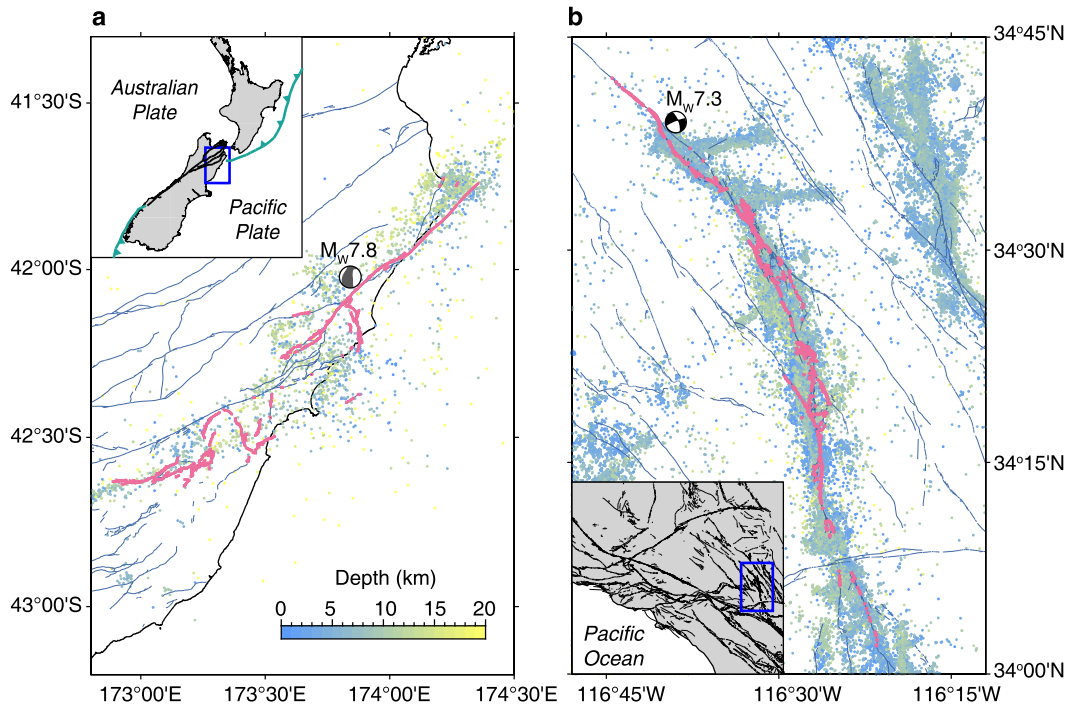 a
b
Australian
Plate
Pacific
Plate
41°30'S
42°00'S
42°30'S
43°00'S
MW7.8
Depth (km)
0 5 10 15 20
173°00'E 173°30'E 174°00'E 174°30'E
MW7.3
34°45'N
34°30'N
34°15'N
34°00'N
Pacific
Ocean
116°45'W 116°30'W 116°15'W